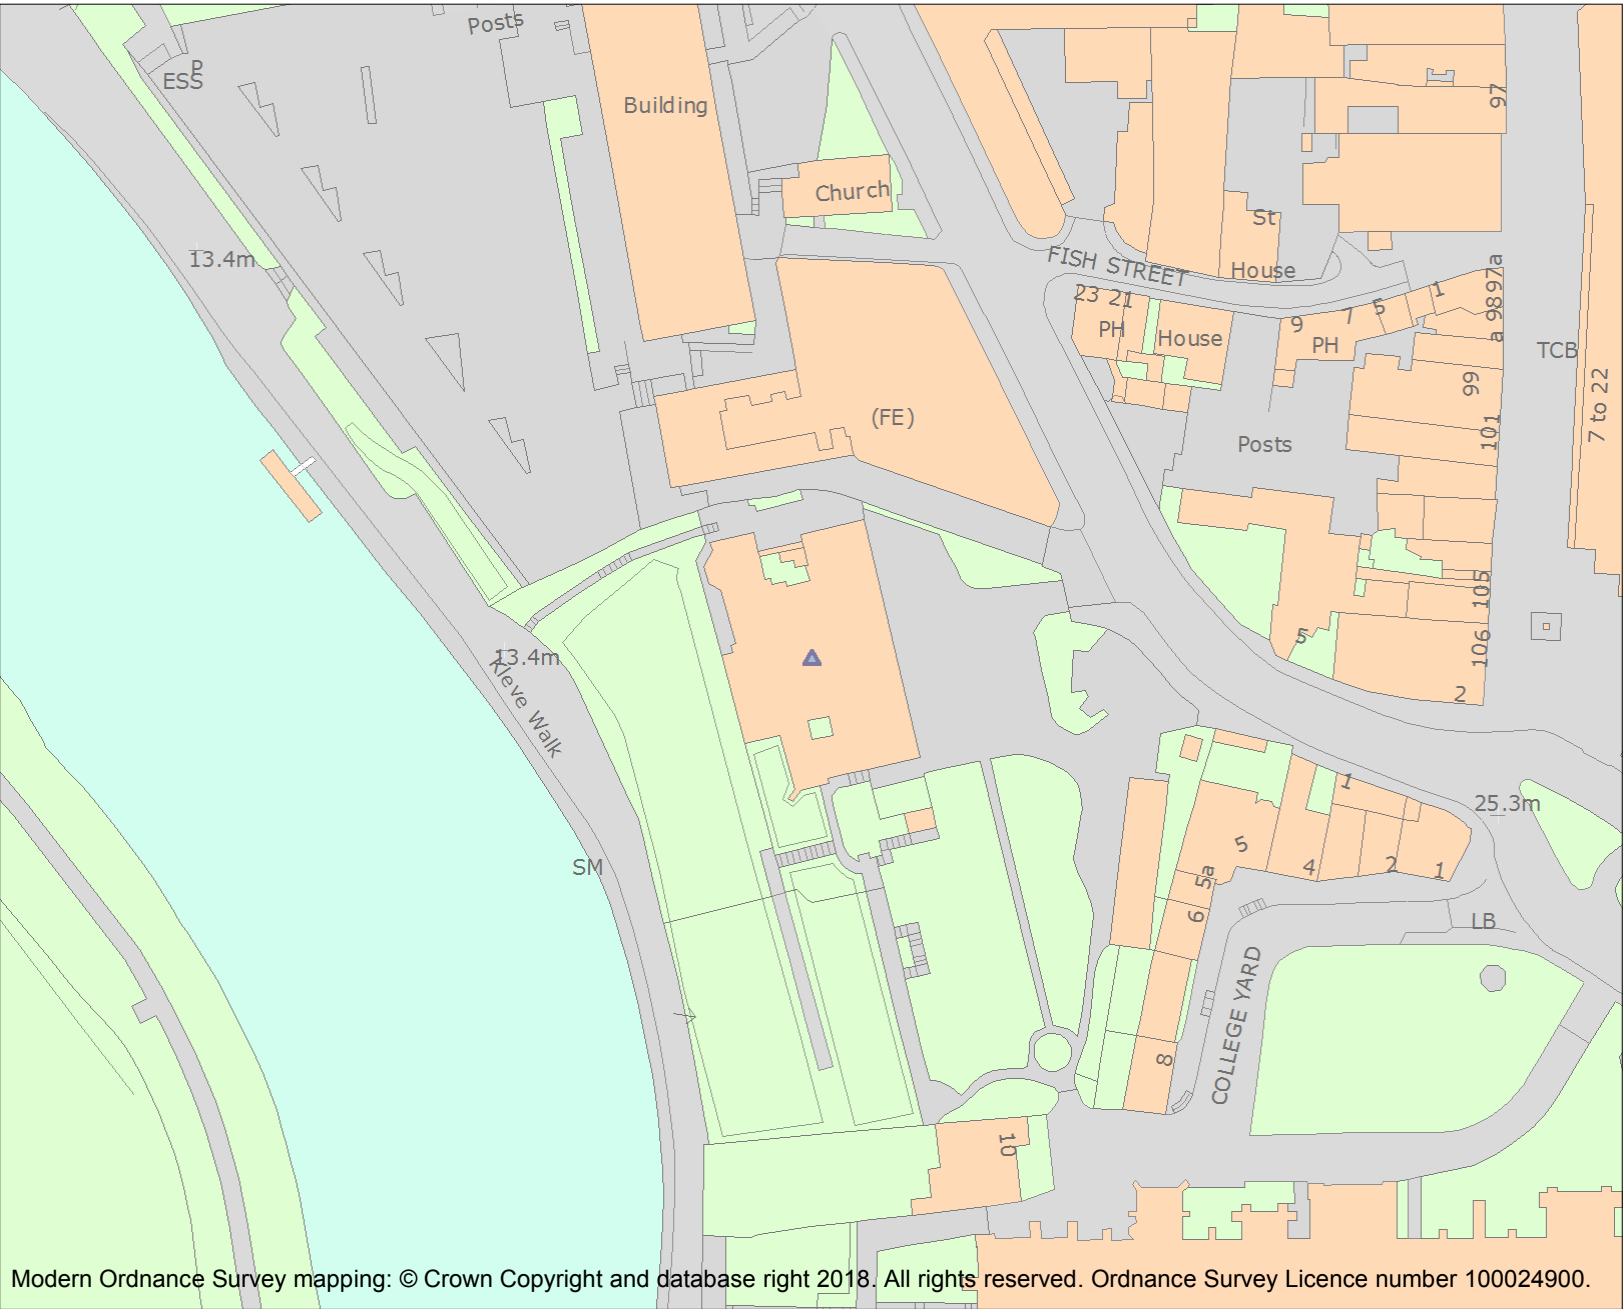 Posts
P
ESS
Building
97
Church
St
13.4m
FISH STREET
House
a 9897a
23 21
1
5
7
9
PH
House
PH
TCB
99
7 to 22
(FE)
101
Posts
105
5
106
13.4m
Kleve Walk
2
1
25.3m
5
SM
4
2
1
5a
6
LB
COLLEGE YARD
8
10
Modern Ordnance Survey mapping: © Crown Copyright and database right 2018. All rights reserved. Ordnance Survey Licence number 100024900.